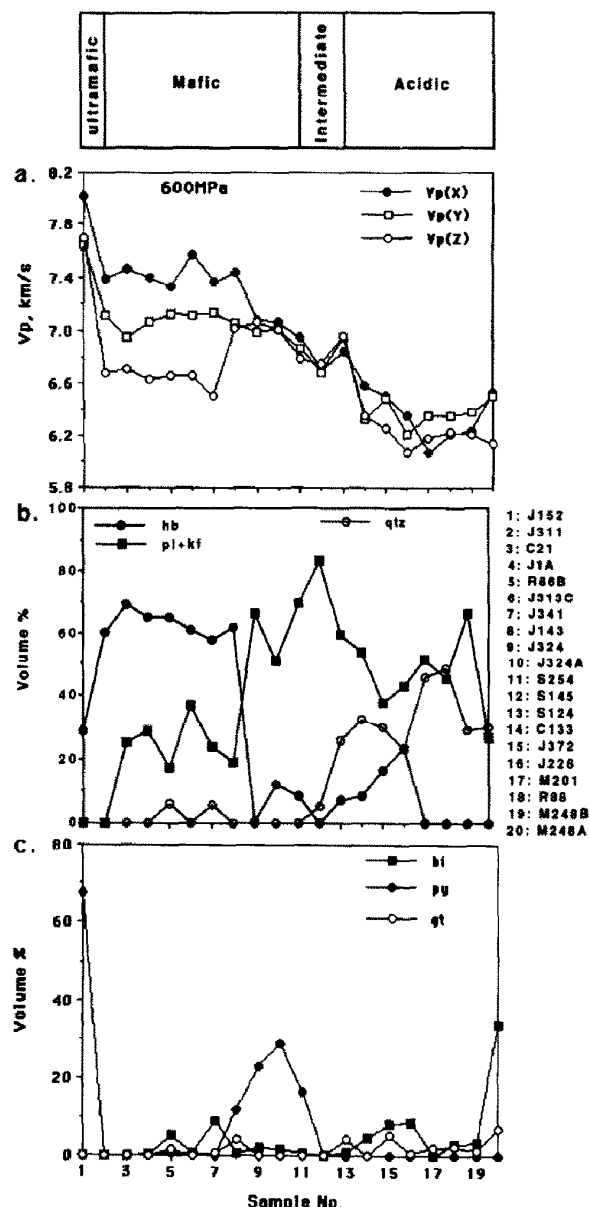 ultramafic
Mafic
Intermediate
Acidic
a.
8.2
7.8
7.4
7.0
6.6
6.2
5.8
Vp, km/s
600MPa
Vp(X)
Vp(Y)
Vp(Z)
b.
100
80
60
40
20
0
Volume %
hb
pl+kf
qtz
1: J152
2: J311
3: C21
4: J1A
5: R86B
6: J313C
7: J341
8: J143
9: J324
10: J324A
11: S254
12: S145
13: S124
14: C133
15: J372
16: J226
17: M201
18: R98
19: M248B
20: M248A
c.
80
60
40
20
0
Volume %
bi
py
gt
1 3 5 7 9 11 13 15 17 19
Sample No.